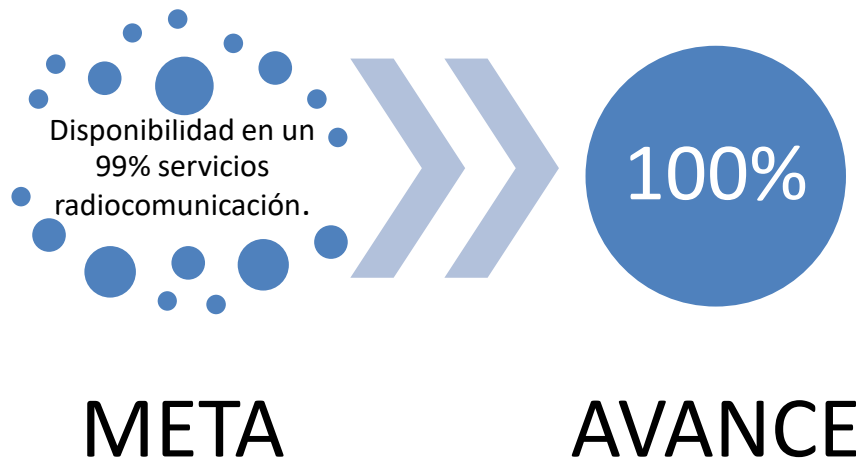 Disponibilidad en un
99% servicios
radiocomunicación.
100%
META
AVANCE